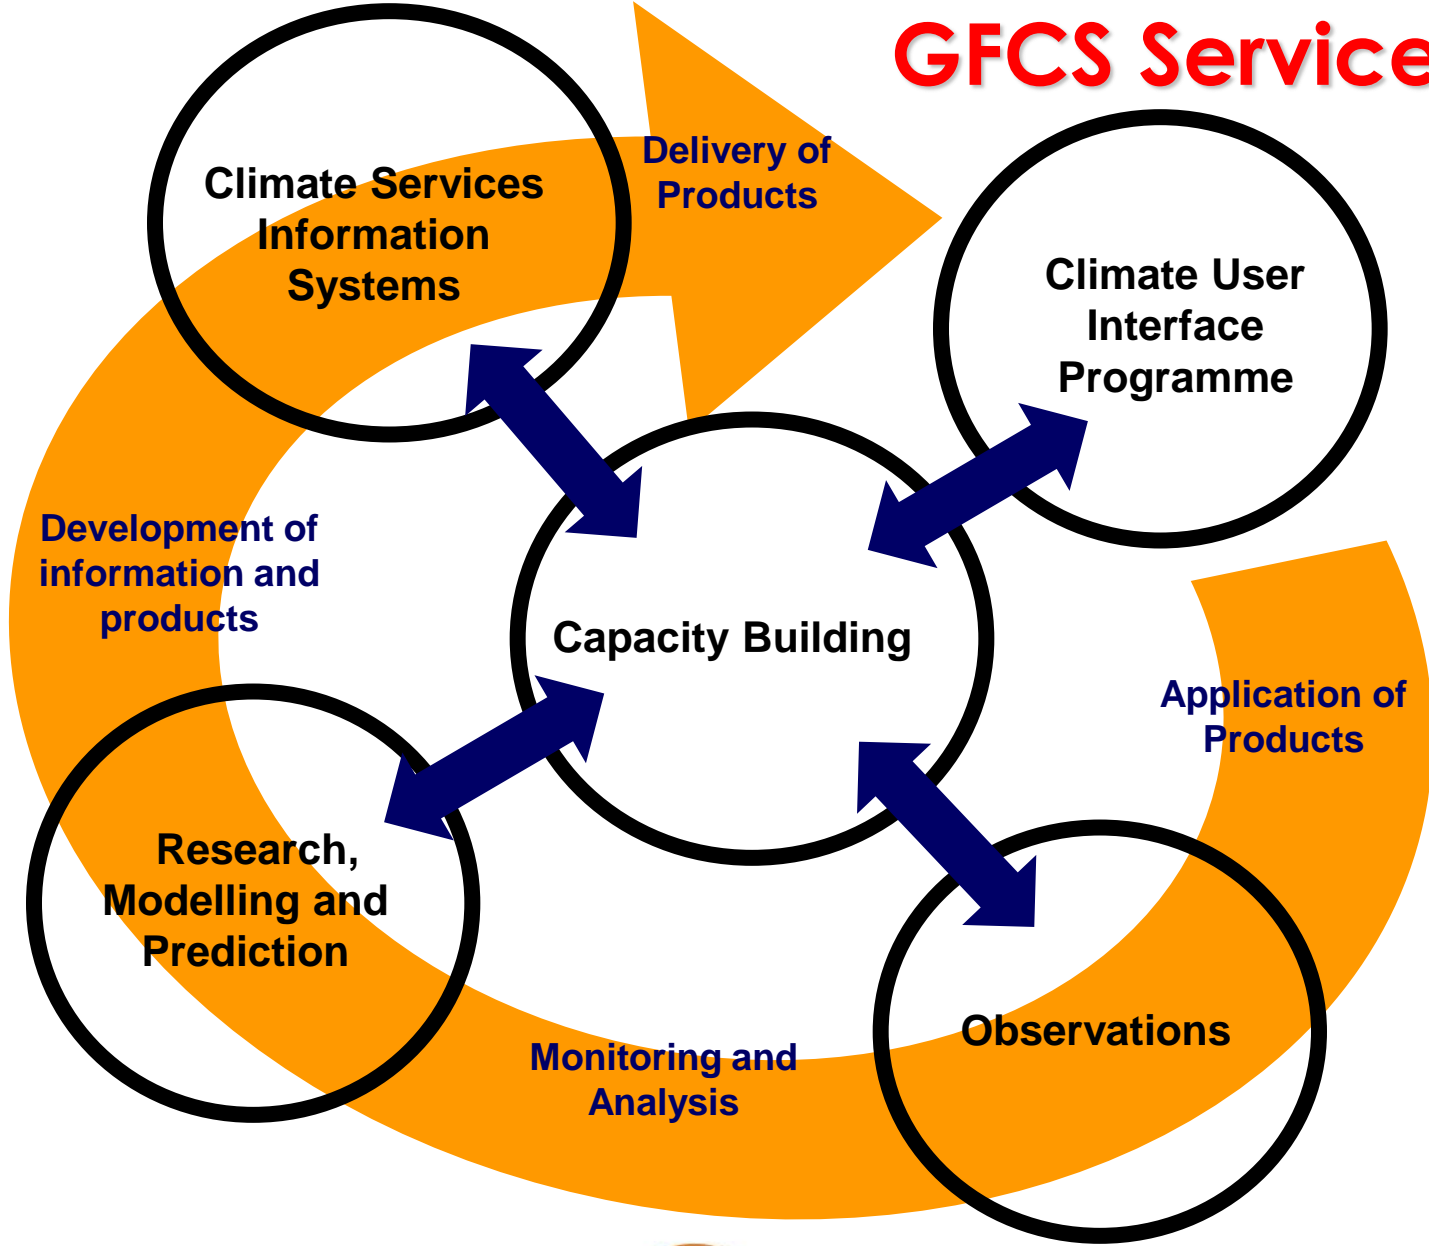 GFCS Service
Delivery of
Products
Climate Services
Information
Systems
Climate User
Interface
Programme
Development of
information and
products
Capacity Building
Application of
Products
Research,
Modelling and
Prediction
Observations
Monitoring and
Analysis